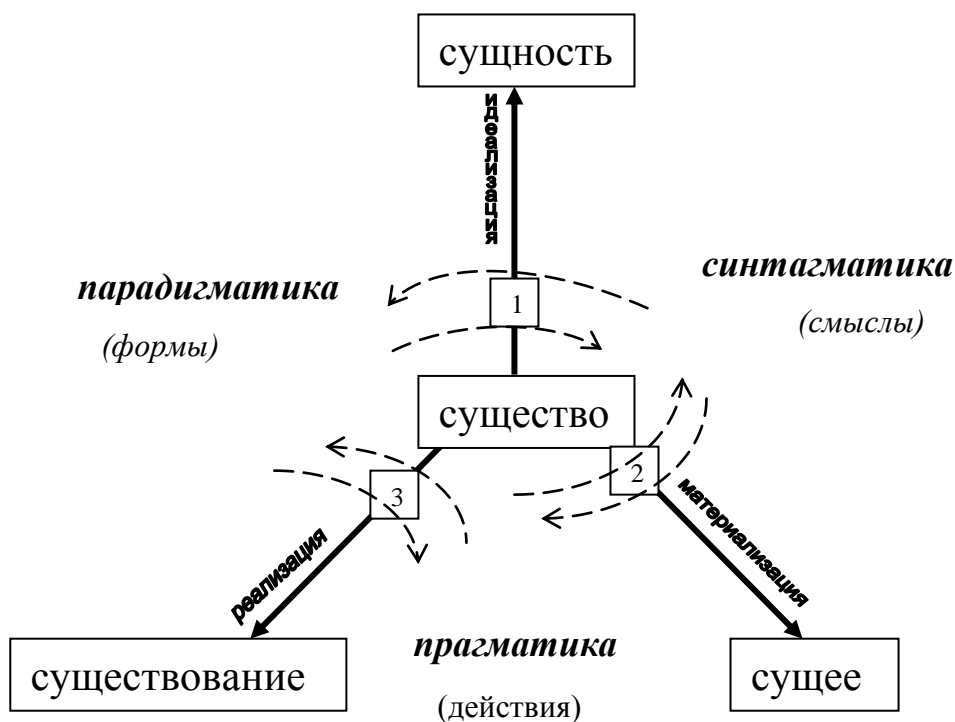 сущность
идеализация
синтагматика
парадигматика
1
(смыслы)
(формы)
существо
2
3
материализация
реализация
прагматика
существование
сущее
(действия)